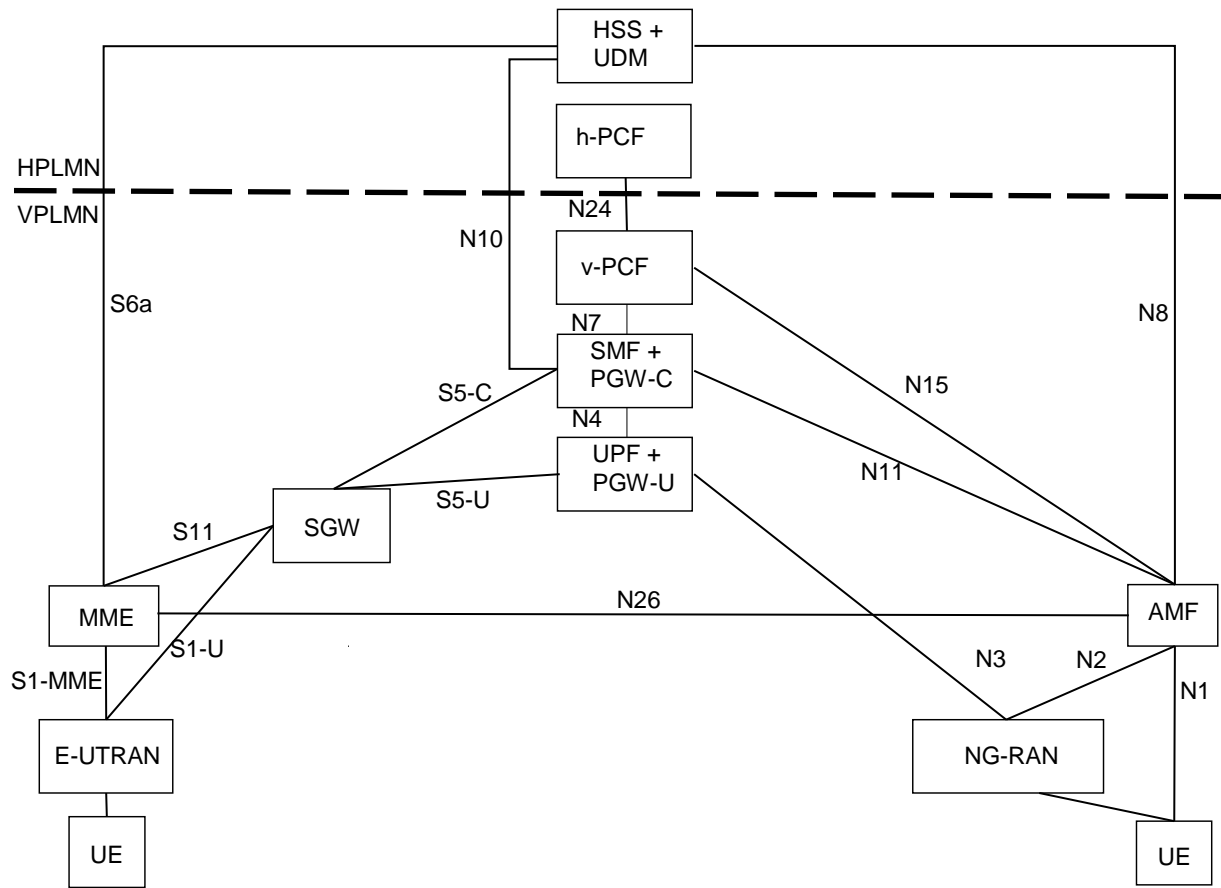 HSS +
UDM
h-PCF
HPLMN
VPLMN
N24
N10
v-PCF
S6a
N8
N7
SMF +
PGW-C
N15
S5-C
N4
UPF +
PGW-U
N11
S5-U
SGW
S11
N26
MME
AMF
S1-U
N3
N2
S1-MME
N1
E-UTRAN
NG-RAN
UE
UE